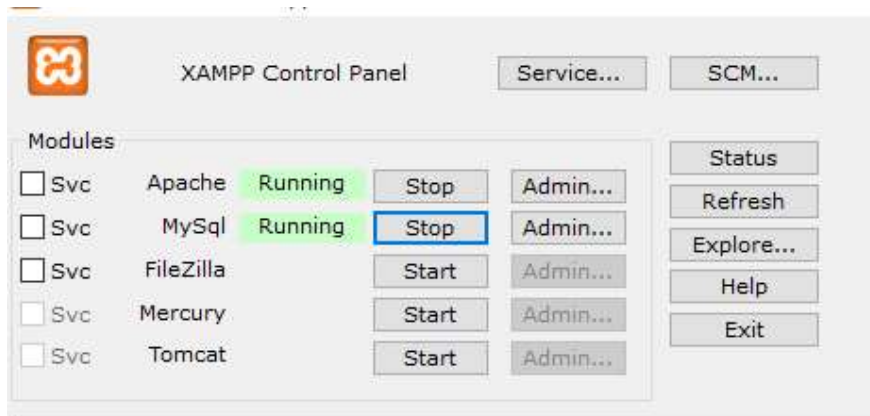 XAMPP Control Panel Service... SCM...
Modules
Svc Apache Running Stop Admin...
Svc MySql Running Stop Admin...
Svc FileZilla Start Admin...
Svc Mercury Start Admin...
Svc Tomcat Start Admin...
Status
Refresh
Explore...
Help
Exit